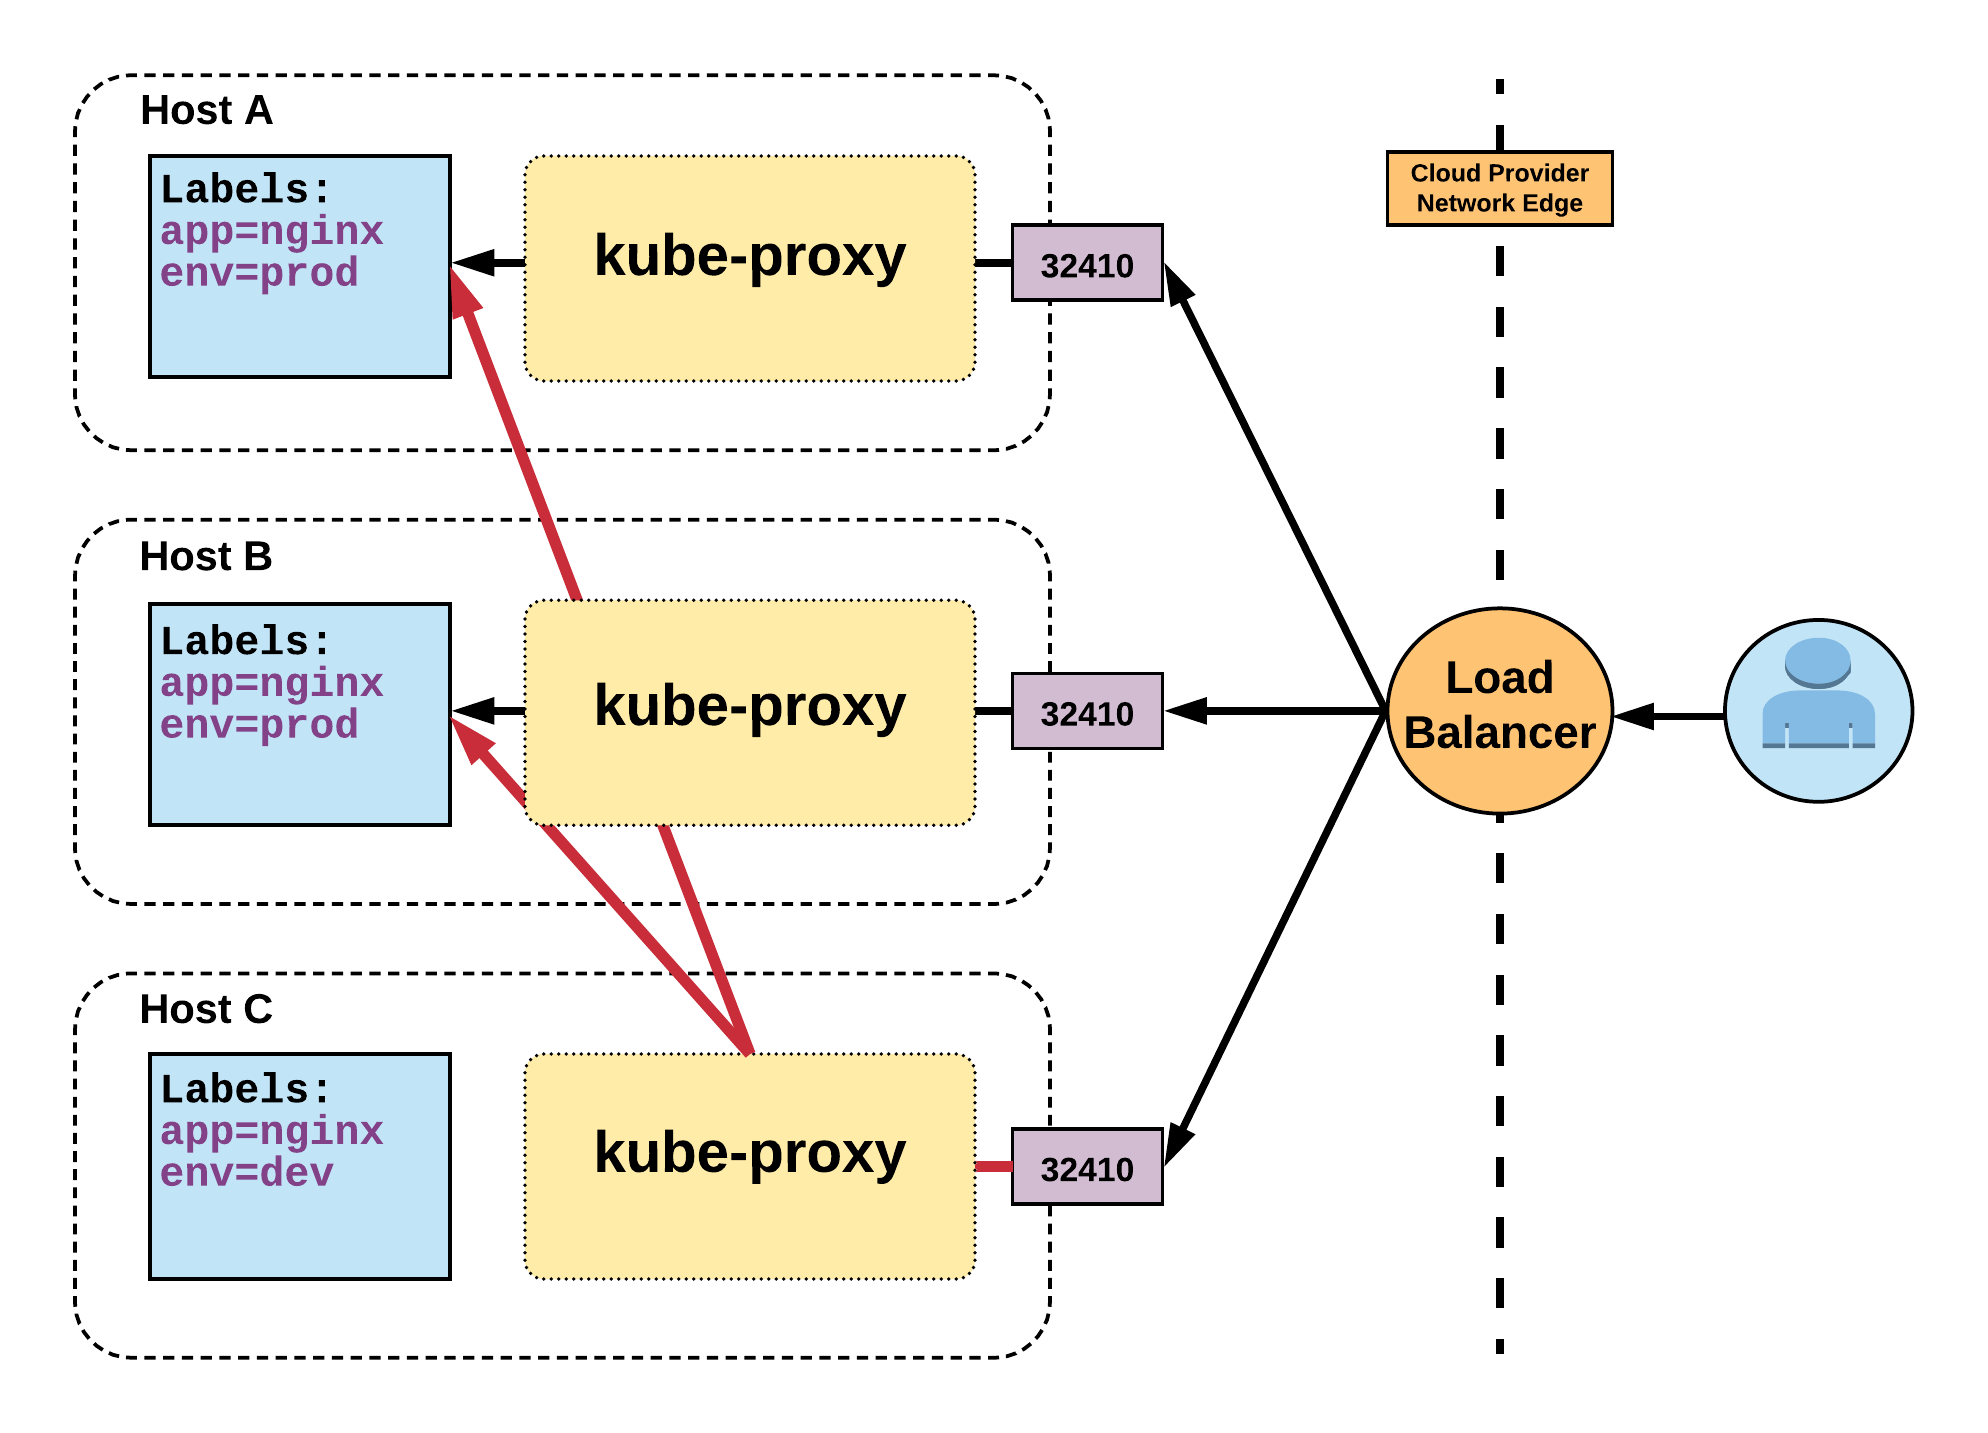 Host A
Labels:
app=nginx
env=prod
kube-proxy
32410
Cloud Provider
Network Edge
Host B
Labels:
app=nginx
env=prod
kube-proxy
32410
Load
Balancer
Host C
Labels:
app=nginx
env=dev
kube-proxy
32410